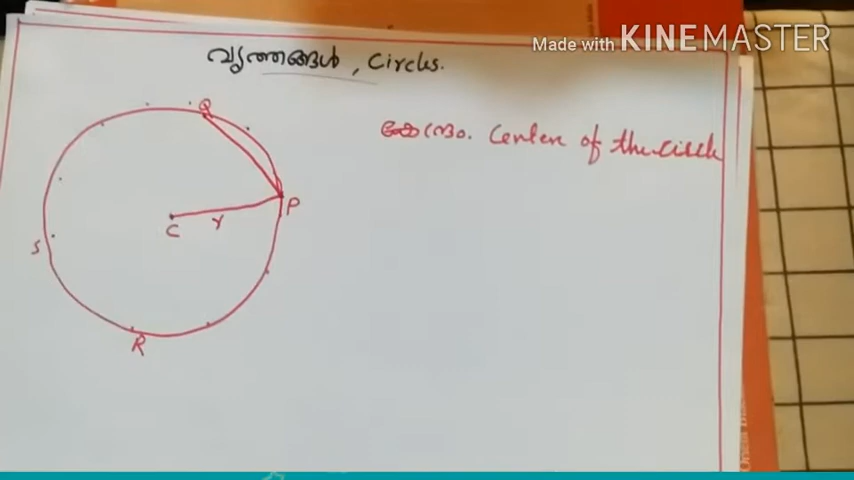 Made with KINEMASTER
വൃത്തങ്ങൾ , Circles.
കേന്ദ്രം. Center of the circle
Q
P
C r
S
R